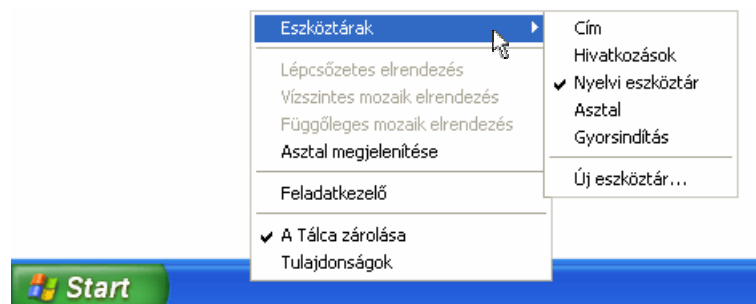 Eszköztárak
Lépcsőzetes elrendezés
Vízszintes mozaik elrendezés
Függőleges mozaik elrendezés
Asztal megjelenítése
Feladatkezelő
A Tálca zárolása
Tulajdonságok
Cím
Hivatkozások
Nyelvi eszköztár
Asztal
Gyorsindítás
Új eszköztár...
Start